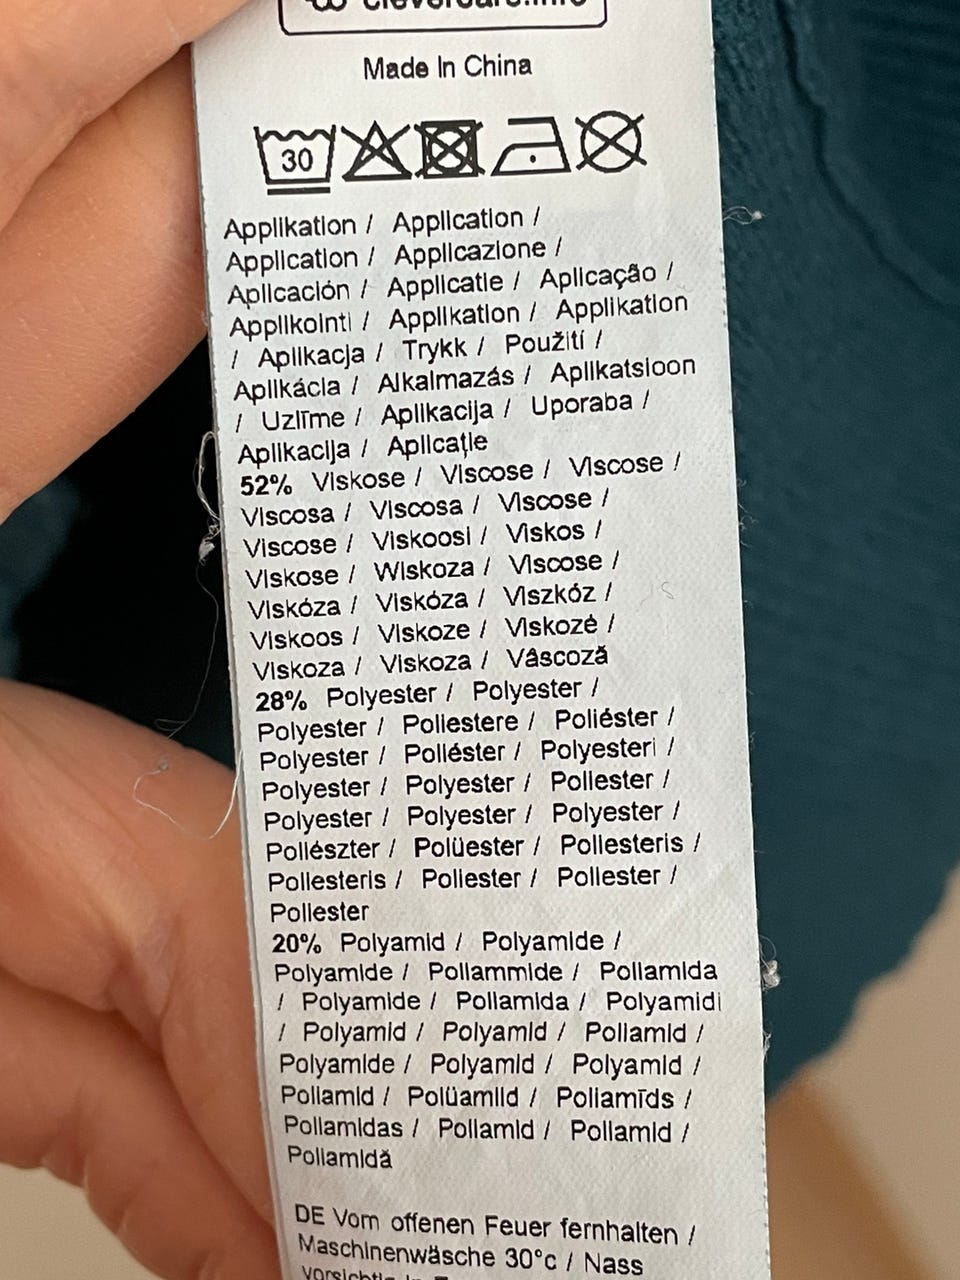 clevercare.info
Made In China
30
Applikation / Application /
Application / Applicazione /
Aplicación / Applicatie / Aplicação /
Applikointi / Applikation / Applikation
/ Aplikacja / Trykk / Použití /
Aplikácia / Alkalmazás / Aplikatsioon
/ Uzlīme / Aplikacija / Uporaba /
Aplikacija / Aplicație
52% Viskose / Viscose / Viscose /
Viscosa / Viscosa / Viscose /
Viscose / Viskoosi / Viskos /
Viskose / Wiskoza / Viscose /
Viskóza / Viskóza / Viszkóz /
Viskoos / Viskoze / Viskozė /
Viskoza / Viskoza / Vâscoză
28% Polyester / Polyester /
Polyester / Poliestere / Poliéster /
Polyester / Poliéster / Polyesteri /
Polyester / Polyester / Poliester /
Polyester / Polyester / Polyester /
Poliészter / Polüester / Poliesteris /
Poliesteris / Poliester / Poliester /
Poliester
20% Polyamid / Polyamide /
Polyamide / Poliammide / Poliamida
/ Polyamide / Poliamida / Polyamidi
/ Polyamid / Polyamid / Poliamid /
Polyamide / Polyamid / Polyamid /
Poliamid / Polüamiid / Poliamīds /
Poliamidas / Poliamid / Poliamid /
Poliamidă
DE Vom offenen Feuer fernhalten /
Maschinenwäsche 30°c / Nass
vorsichtig in